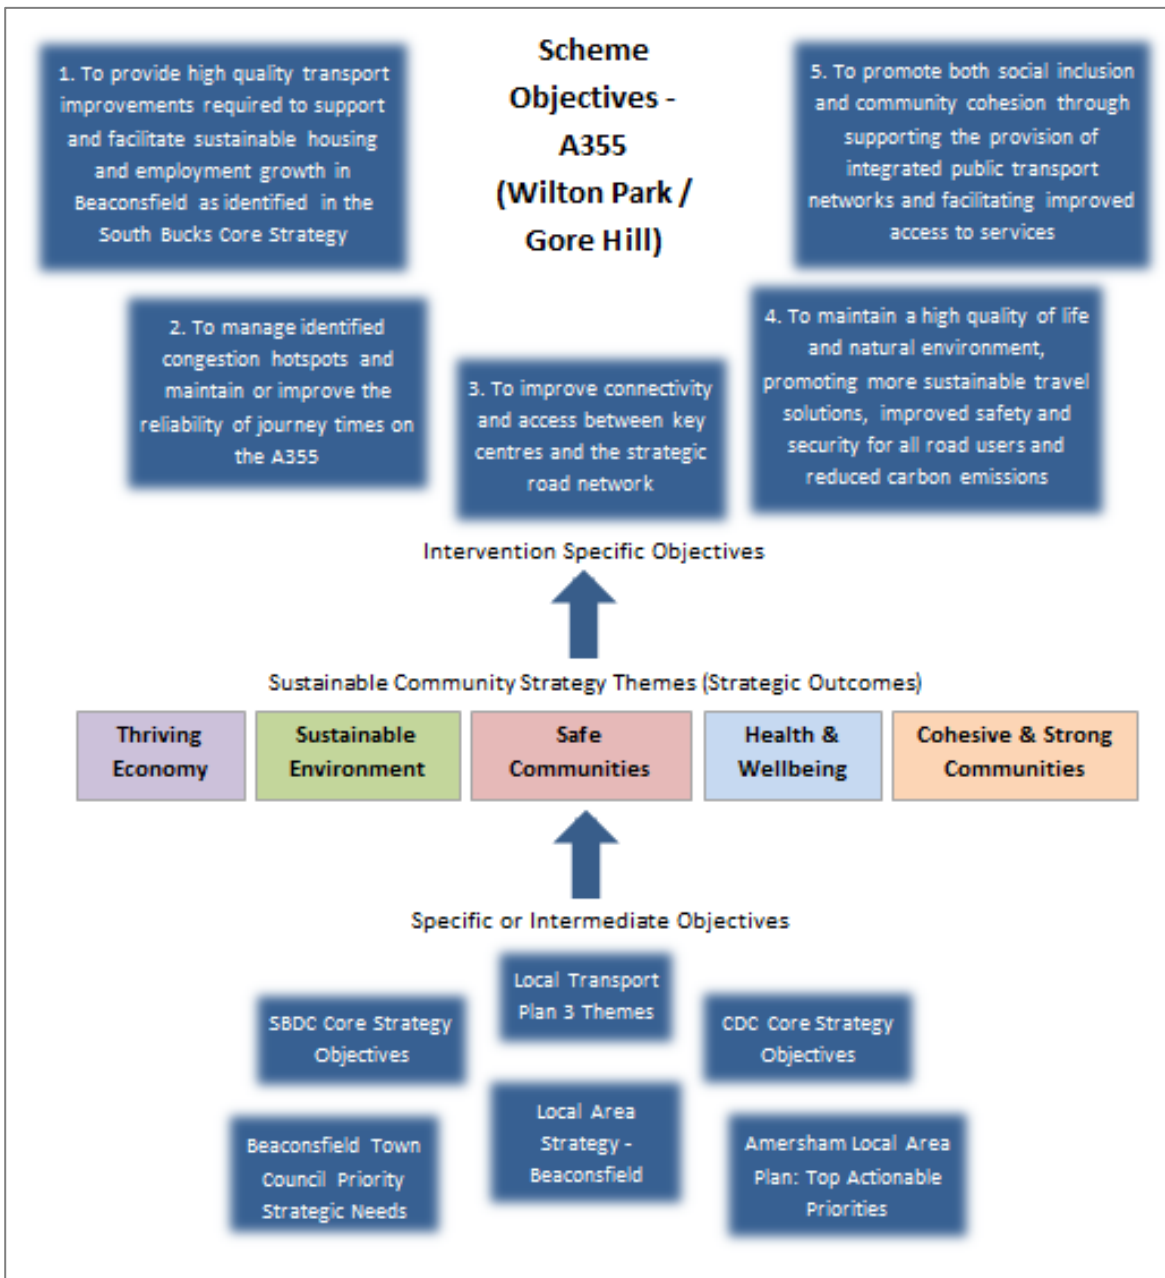 Scheme
Objectives -
A355
(Wilton Park /
Gore Hill)
1. To provide high quality transport
improvements required to support
and facilitate sustainable housing
and employment growth in
Beaconsfield as identified in the
South Bucks Core Strategy
2. To manage identified
congestion hotspots and
maintain or improve the
reliability of journey times on
the A355
3. To improve connectivity
and access between key
centres and the strategic
road network
4. To maintain a high quality of life
and natural environment,
promoting more sustainable travel
solutions, improved safety and
security for all road users and
reduced carbon emissions
5. To promote both social inclusion
and community cohesion through
supporting the provision of
integrated public transport
networks and facilitating improved
access to services
Intervention Specific Objectives
Sustainable Community Strategy Themes (Strategic Outcomes)
Thriving
Economy
Sustainable
Environment
Safe
Communities
Health &
Wellbeing
Cohesive & Strong
Communities
Specific or Intermediate Objectives
Local Transport
Plan 3 Themes
SBDC Core Strategy
Objectives
CDC Core Strategy
Objectives
Beaconsfield Town
Council Priority
Strategic Needs
Local Area
Strategy -
Beaconsfield
Amersham Local Area
Plan: Top Actionable
Priorities